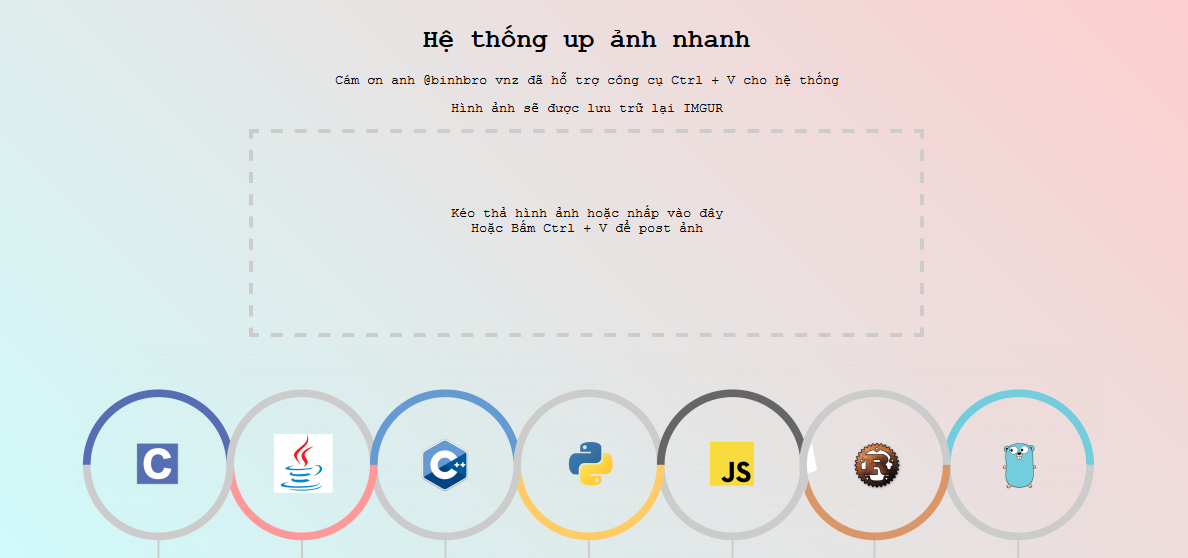 Hệ thống up ảnh nhanh
Cám ơn anh @binhbro vnz đã hỗ trợ công cụ Ctrl + V cho hệ thống
Hình ảnh sẽ được lưu trữ lại IMGUR
Kéo thả hình ảnh hoặc nhấp vào đây
Hoặc Bấm Ctrl + V để post ảnh
C
C++
JS
R